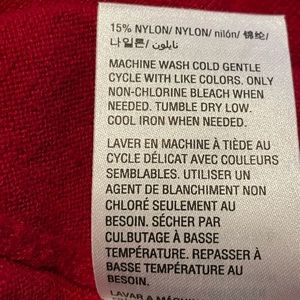 15% NYLON/ NYLON/ nilón/ 锦纶/
나일론/ نايلون
MACHINE WASH COLD GENTLE
CYCLE WITH LIKE COLORS. ONLY
NON-CHLORINE BLEACH WHEN
NEEDED. TUMBLE DRY LOW.
COOL IRON WHEN NEEDED.
LAVER EN MACHINE À TIÈDE AU
CYCLE DÉLICAT AVEC COULEURS
SEMBLABLES. UTILISER UN
AGENT DE BLANCHIMENT NON
CHLORÉ SEULEMENT AU
BESOIN. SÉCHER PAR
CULBUTAGE À BASSE
TEMPÉRATURE. REPASSER À
BASSE TEMPÉRATURE AU
BESOIN.
LAVAR A MÁQUINA